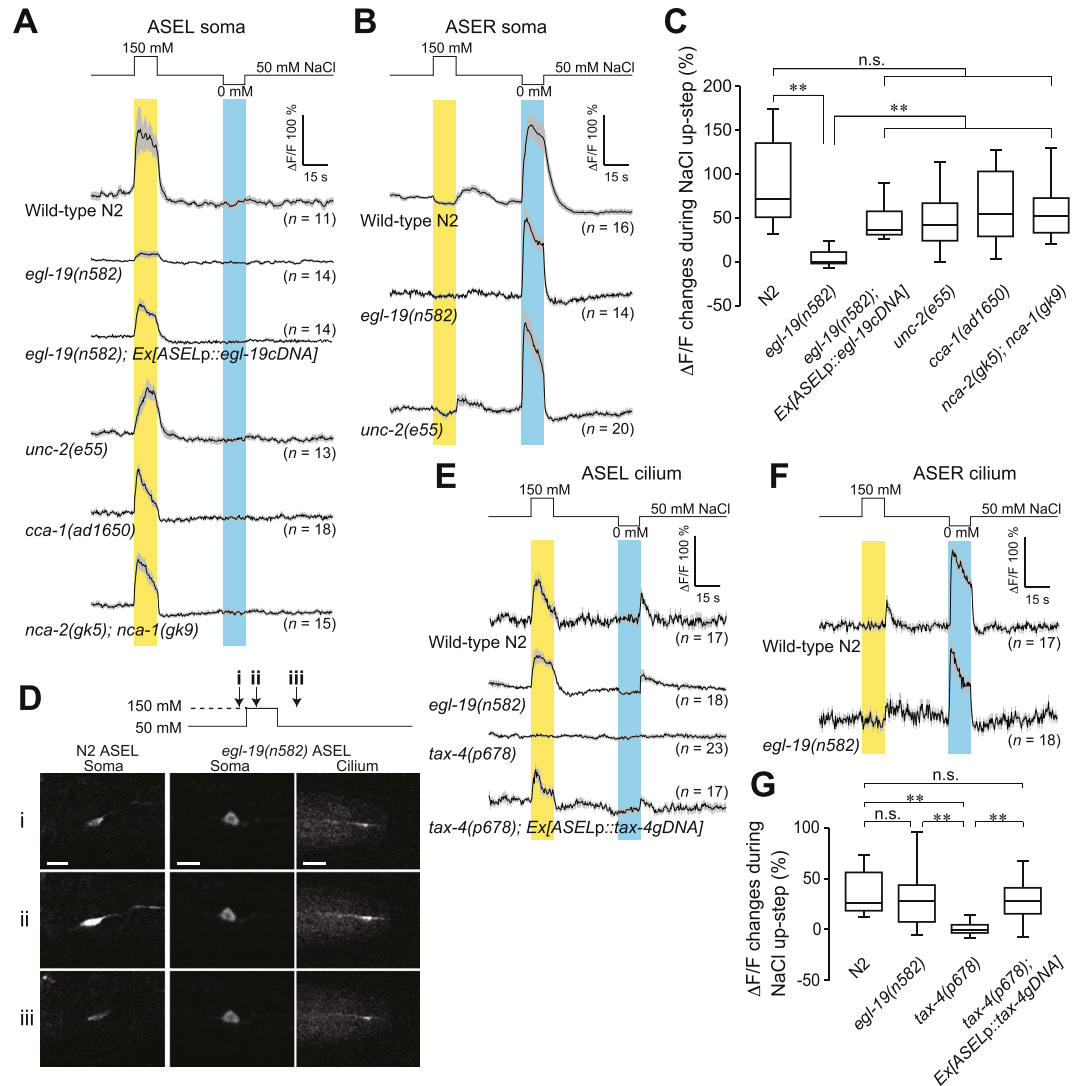 A
ASEL soma
150 mM
50 mM NaCl
0 mM
ΔF/F 100 %
15 s
Wild-type N2
(n = 11)
egl-19(n582)
(n = 14)
(n = 14)
egl-19(n582); Ex[ASELp::egl-19cDNA]
unc-2(e55)
(n = 13)
cca-1(ad1650)
(n = 18)
nca-2(gk5); nca-1(gk9)
(n = 15)
B
ASER soma
150 mM
50 mM NaCl
0 mM
ΔF/F 100 %
15 s
Wild-type N2
(n = 16)
egl-19(n582)
(n = 14)
unc-2(e55)
(n = 20)
C
ΔF/F changes during NaCl up-step (%)
200
150
100
50
0
-50
n.s.
**
**
N2
egl-19(n582)
egl-19(n582);
Ex[ASELp::egl-19cDNA]
unc-2(e55)
cca-1(ad1650)
nca-2(gk5); nca-1(gk9)
D
i ii iii
150 mM
50 mM
N2 ASEL
Soma
egl-19(n582) ASEL
Soma Cilium
i
ii
iii
E
ASEL cilium
150 mM
50 mM NaCl
0 mM
ΔF/F 100 %
15 s
Wild-type N2
(n = 17)
egl-19(n582)
(n = 18)
tax-4(p678)
(n = 23)
(n = 17)
tax-4(p678); Ex[ASELp::tax-4gDNA]
F
ASER cilium
150 mM
50 mM NaCl
0 mM
ΔF/F 100 %
15 s
Wild-type N2
(n = 17)
egl-19(n582)
(n = 18)
G
ΔF/F changes during
NaCl up-step (%)
100
50
0
-50
n.s.
**
n.s.
**
**
N2
egl-19(n582)
tax-4(p678)
tax-4(p678);
Ex[ASELp::tax-4gDNA]